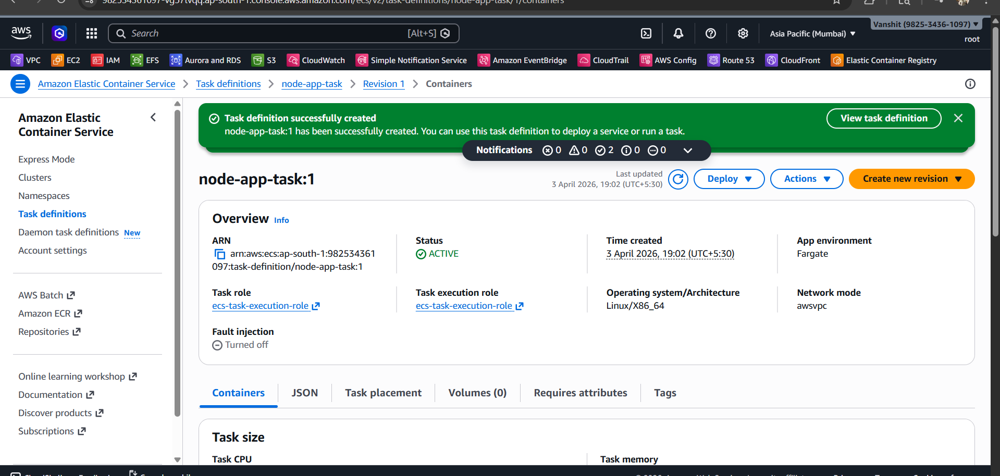 982534361097-vg57tvqq.ap-south-1.console.aws.amazon.com/ecs/v2/task-definitions/node-app-task/1/containers
aws
Search [Alt+S]
Asia Pacific (Mumbai)
Vanshit (9825-3436-1097)
root
VPC EC2 IAM EFS Aurora and RDS S3 CloudWatch Simple Notification Service Amazon EventBridge CloudTrail AWS Config Route 53 CloudFront Elastic Container Registry
Amazon Elastic Container Service Task definitions node-app-task Revision 1 Containers
Amazon Elastic
Container Service
Express Mode
Clusters
Namespaces
Task definitions
Daemon task definitions New
Account settings
AWS Batch
Amazon ECR
Repositories
Online learning workshop
Documentation
Discover products
Subscriptions
Task definition successfully created
node-app-task:1 has been successfully created. You can use this task definition to deploy a service or run a task.
View task definition
Notifications 0 0 2 0 0
node-app-task:1
Last updated
3 April 2026, 19:02 (UTC+5:30)
Deploy
Actions
Create new revision
Overview Info
ARN
arn:aws:ecs:ap-south-1:982534361
097:task-definition/node-app-task:1
Status
ACTIVE
Time created
3 April 2026, 19:02 (UTC+5:30)
App environment
Fargate
Task role
ecs-task-execution-role
Task execution role
ecs-task-execution-role
Operating system/Architecture
Linux/X86_64
Network mode
awsvpc
Fault injection
Turned off
Containers JSON Task placement Volumes (0) Requires attributes Tags
Task size
Task CPU
Task memory